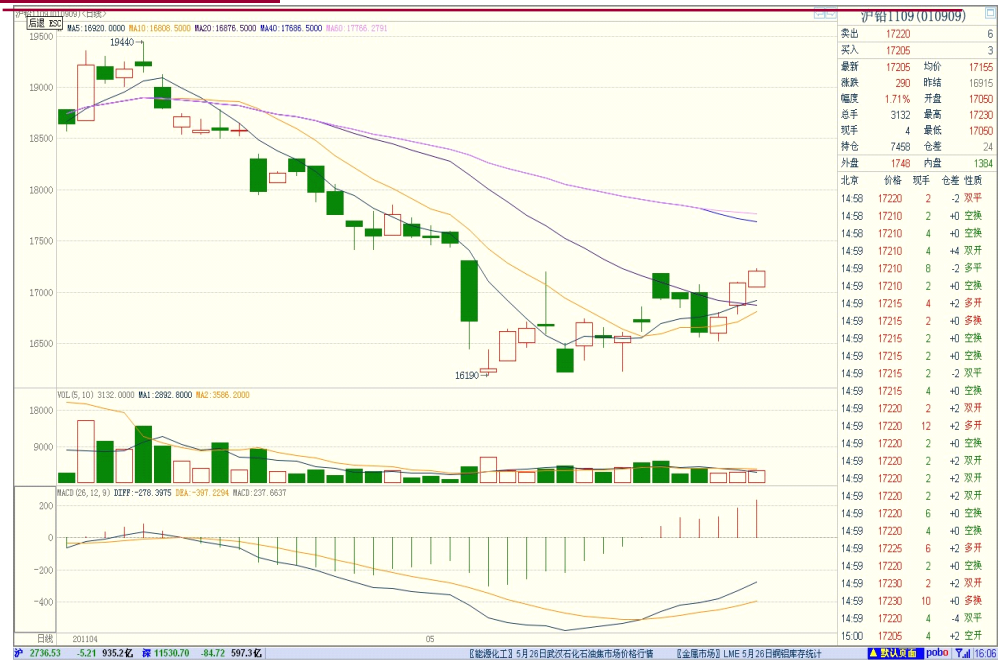 沪铅1109(010909)<日线>
后退 ESC
MA5:16920.0000 MA10:16808.5000 MA20:16876.5000 MA40:17686.5000 MA60:17766.2791
19500
19440→
19000
18500
18000
17500
17000
16500
16190→
VOL(5,10) 3132.0000 MA1:2892.8000 MA2:3586.2000
18000
9000
MACD(26,12,9) DIFF:-278.3975 DEA:-397.2294 MACD:237.6637
200
0
-200
-400
日线 201104 05
沪铅1109(010909)
卖出 17220 6
买入 17205 3
最新 17205 均价 17155
涨跌 290 昨结 16915
幅度 1.71% 开盘 17050
总手 3132 最高 17230
现手 4 最低 17050
持仓 7458 仓差 24
外盘 1748 内盘 1384
北京 价格 现手 仓差 性质
14:58 17220 2 -2 双平
14:58 17210 2 +0 空换
14:58 17210 4 +0 空换
14:59 17210 4 +4 双开
14:59 17210 8 -2 多平
14:59 17210 2 +0 空换
14:59 17215 4 +2 多开
14:59 17215 2 +0 多换
14:59 17215 2 +0 空换
14:59 17215 2 +0 空换
14:59 17215 2 -2 双平
14:59 17215 4 +0 空换
14:59 17220 2 +2 双开
14:59 17220 12 +2 多开
14:59 17220 2 +0 空换
14:59 17220 2 +2 双开
14:59 17220 2 +2 双开
14:59 17220 2 +2 双开
14:59 17220 6 +0 空换
14:59 17220 4 +0 空换
14:59 17225 6 +2 多开
14:59 17220 2 +0 空换
14:59 17230 2 +2 双开
14:59 17230 10 +0 多换
14:59 17220 4 -4 双平
15:00 17205 4 +2 空开
沪 2736.53 -5.21 935.2亿 深 11530.70 -84.72 597.3亿 〖能源化工〗5月26日武汉石化石油焦市场价格行情 〖金属市场〗LME 5月26日铜铝库存统计 默认页面 pobo 16:06